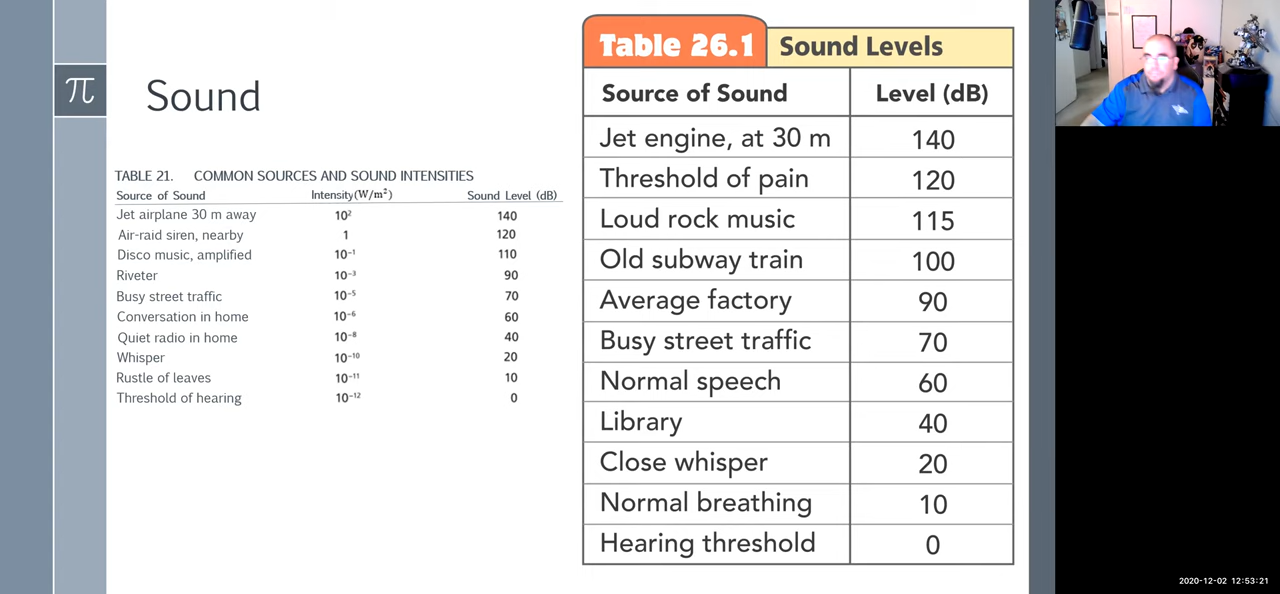 π
Sound
TABLE 21. COMMON SOURCES AND SOUND INTENSITIES
Source of Sound Intensity(W/m²) Sound Level (dB)
Jet airplane 30 m away 10² 140
Air-raid siren, nearby 1 120
Disco music, amplified 10⁻¹ 110
Riveter 10⁻³ 90
Busy street traffic 10⁻⁵ 70
Conversation in home 10⁻⁶ 60
Quiet radio in home 10⁻⁸ 40
Whisper 10⁻¹⁰ 20
Rustle of leaves 10⁻¹¹ 10
Threshold of hearing 10⁻¹² 0
Table 26.1 Sound Levels
Source of Sound Level (dB)
Jet engine, at 30 m 140
Threshold of pain 120
Loud rock music 115
Old subway train 100
Average factory 90
Busy street traffic 70
Normal speech 60
Library 40
Close whisper 20
Normal breathing 10
Hearing threshold 0
2020-12-02 12:53:21